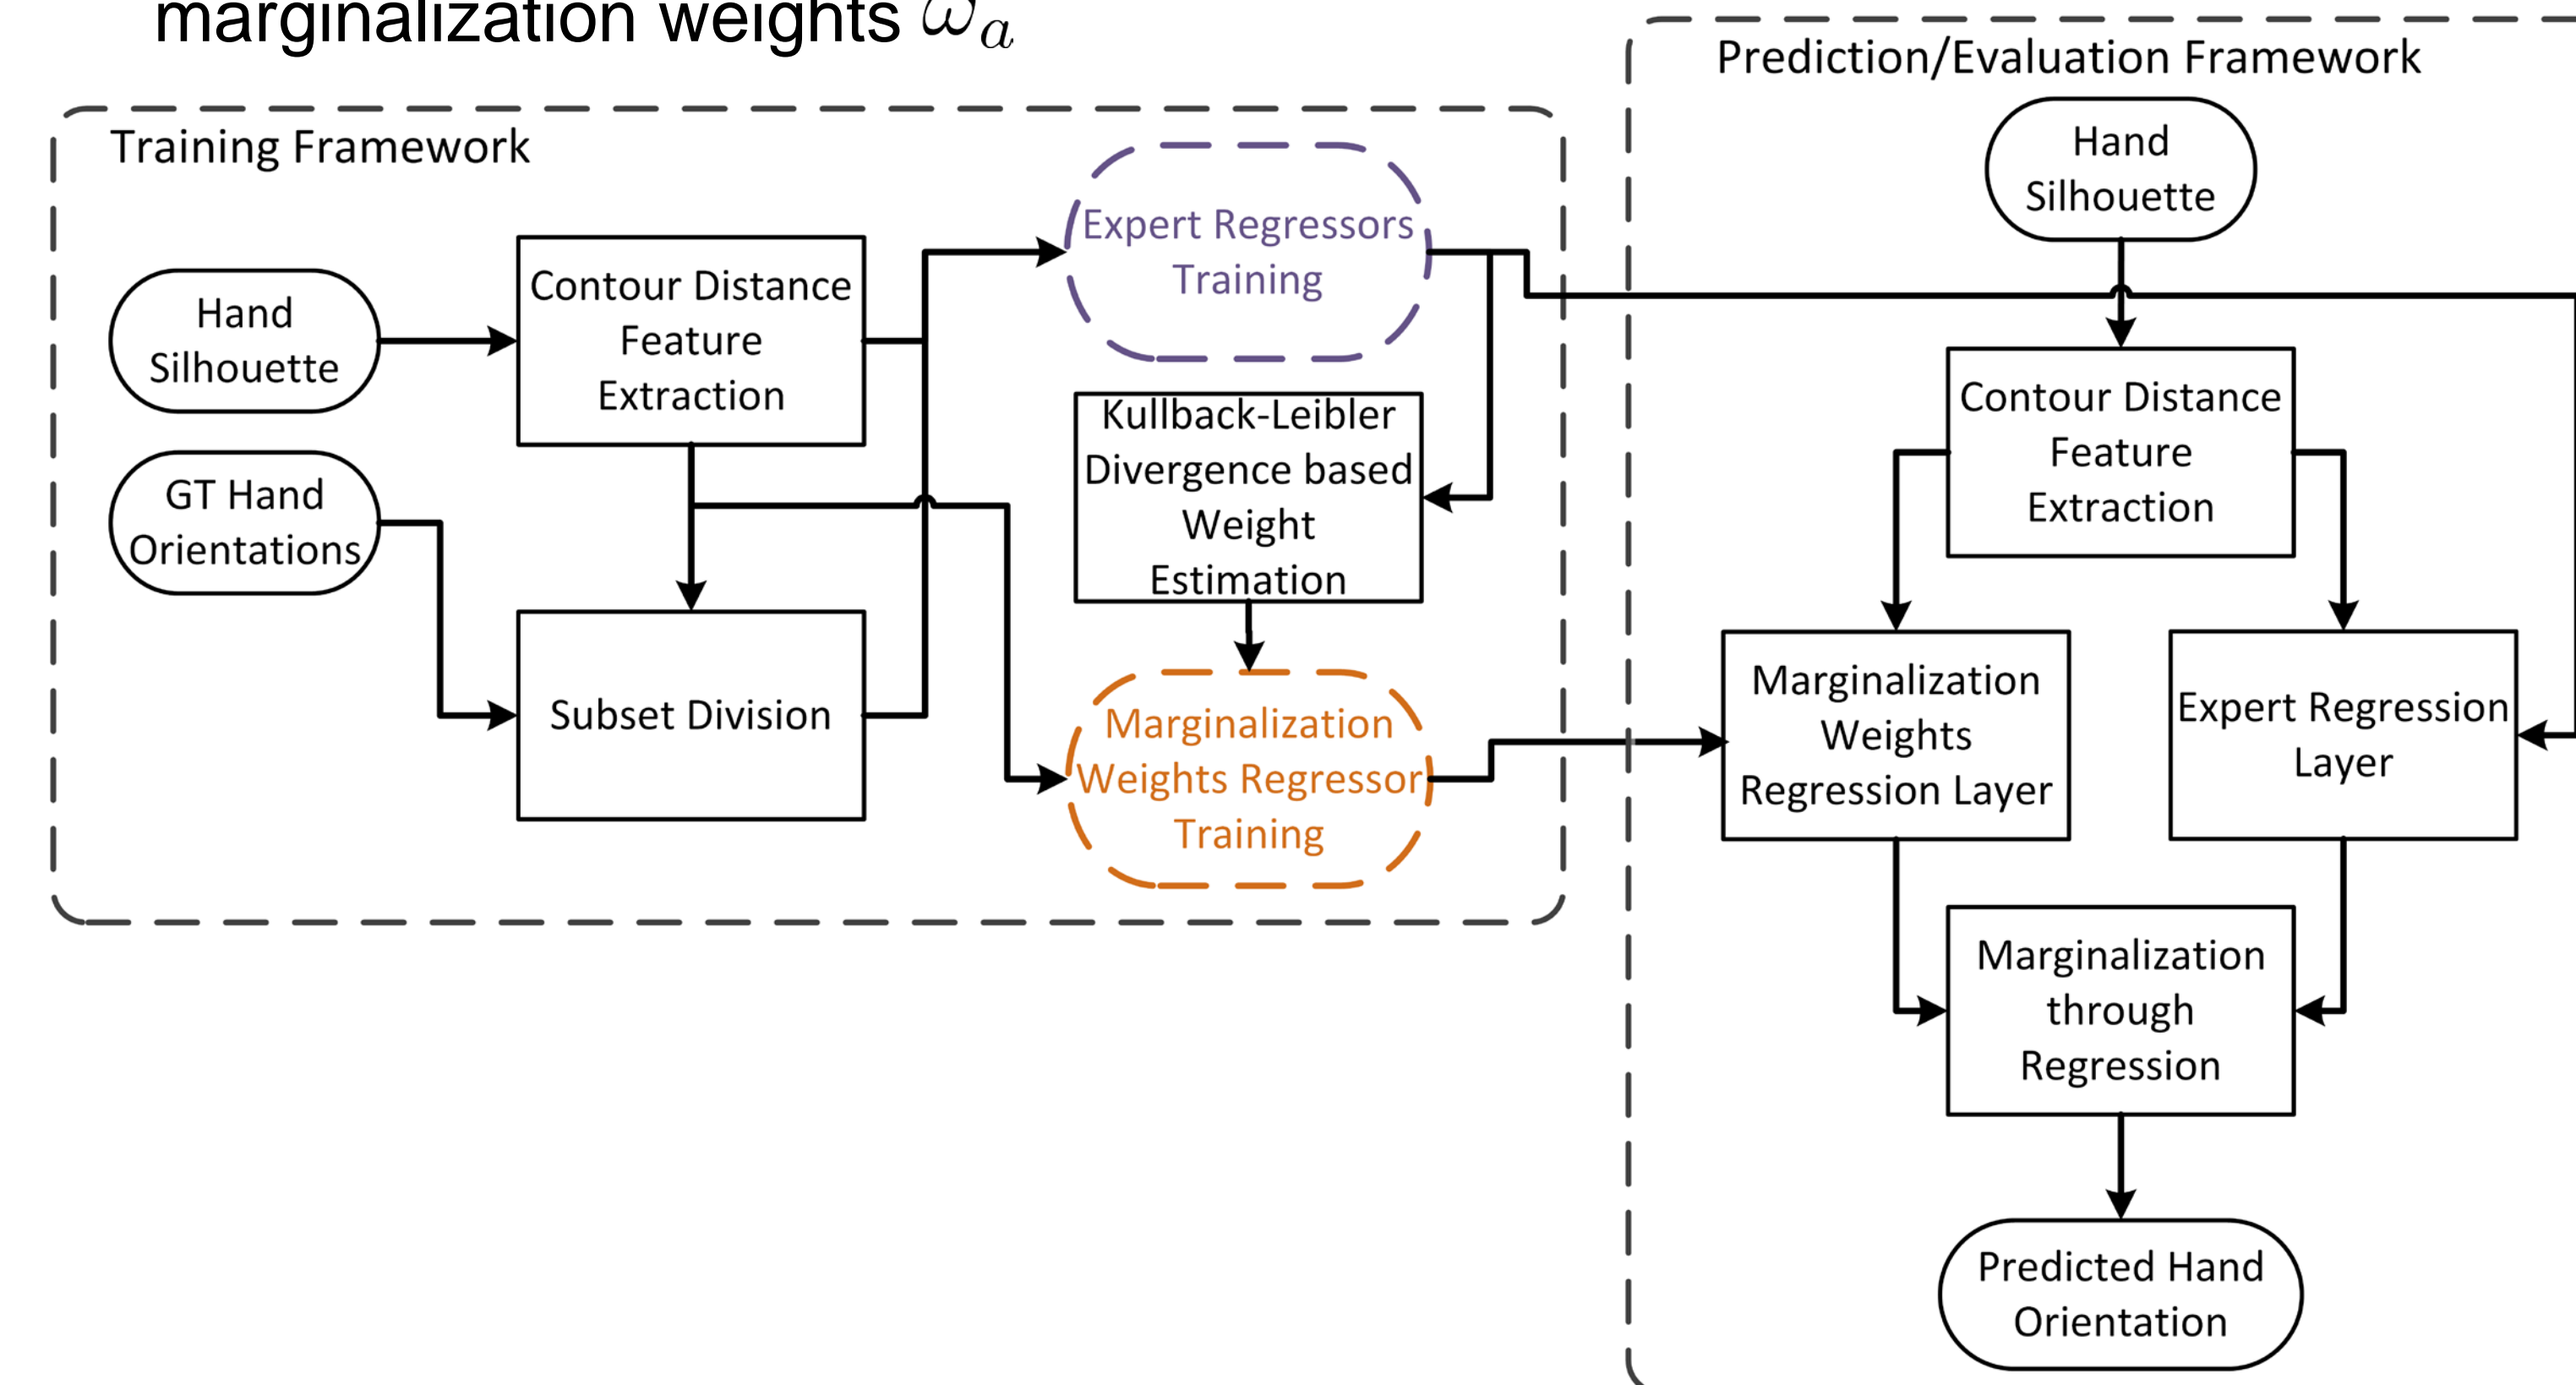 marginalization weights ωₐ
Training Framework
Hand
Silhouette
GT Hand
Orientations
Contour Distance
Feature
Extraction
Subset Division
Expert Regressors
Training
Kullback-Leibler
Divergence based
Weight
Estimation
Marginalization
Weights Regressor
Training
Prediction/Evaluation Framework
Hand
Silhouette
Contour Distance
Feature
Extraction
Marginalization
Weights
Regression Layer
Expert Regression
Layer
Marginalization
through
Regression
Predicted Hand
Orientation